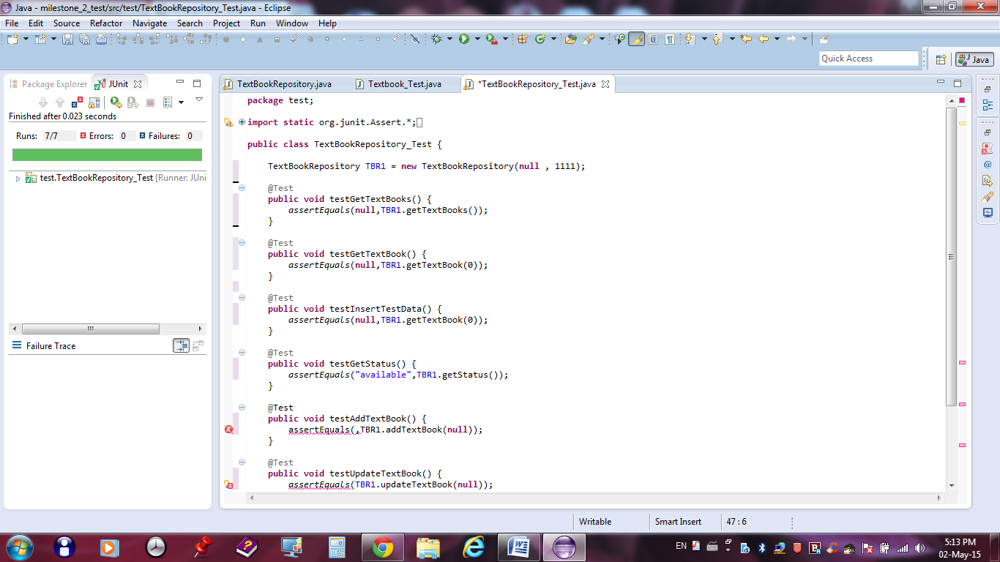 Java - milestone_2_test/src/test/TextBookRepository_Test.java - Eclipse
File Edit Source Refactor Navigate Search Project Run Window Help
Quick Access
Java
Package Explorer JUnit
Finished after 0.023 seconds
Runs: 7/7 Errors: 0 Failures: 0
test.TextBookRepository_Test [Runner: JUni
Failure Trace
TextBookRepository.java Textbook_Test.java *TextBookRepository_Test.java
package test;
import static org.junit.Assert.*;
public class TextBookRepository_Test {
TextBookRepository TBR1 = new TextBookRepository(null , 1111);
@Test
public void testGetTextBooks() {
assertEquals(null,TBR1.getTextBooks());
}
@Test
public void testGetTextBook() {
assertEquals(null,TBR1.getTextBook(0));
}
@Test
public void testInsertTestData() {
assertEquals(null,TBR1.getTextBook(0));
}
@Test
public void testGetStatus() {
assertEquals("available",TBR1.getStatus());
}
@Test
public void testAddTextBook() {
assertEquals(,TBR1.addTextBook(null));
}
@Test
public void testUpdateTextBook() {
assertEquals(TBR1.updateTextBook(null));
Writable Smart Insert 47 : 6
EN
5:13 PM
02-May-15